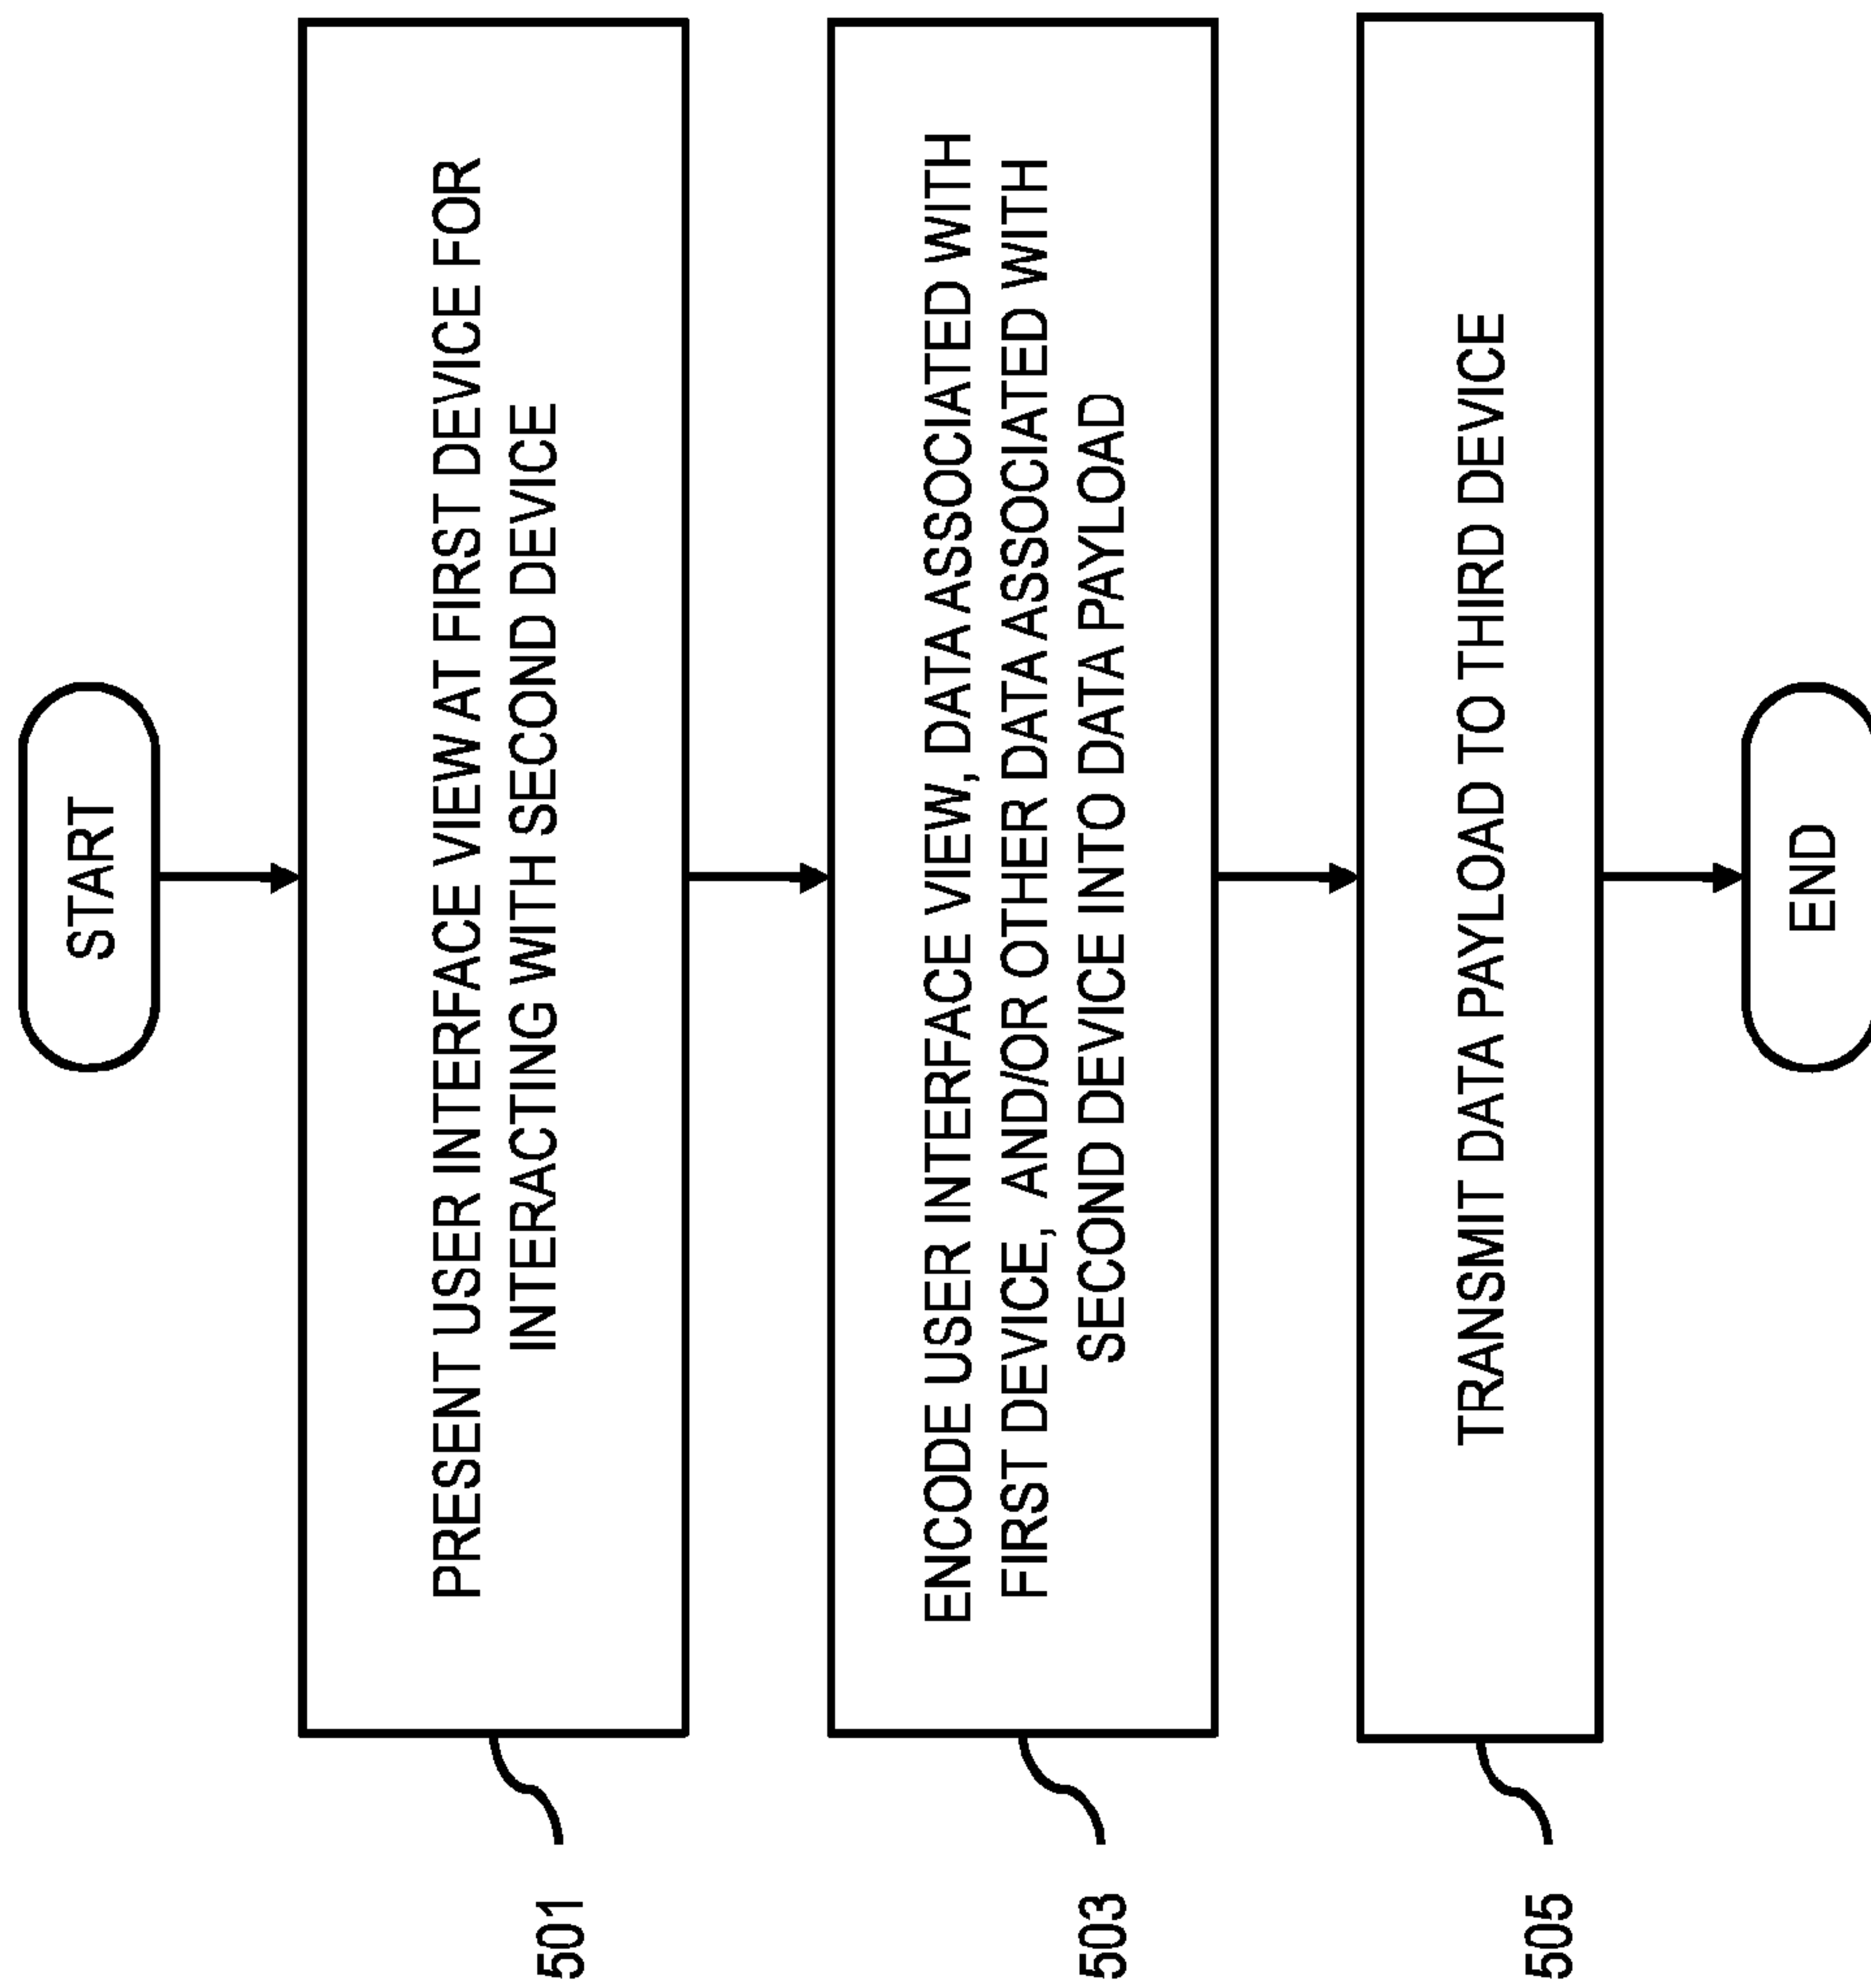 START
501
PRESENT USER INTERFACE VIEW AT FIRST DEVICE FOR
INTERACTING WITH SECOND DEVICE
503
ENCODE USER INTERFACE VIEW, DATA ASSOCIATED WITH
FIRST DEVICE, AND/OR OTHER DATA ASSOCIATED WITH
SECOND DEVICE INTO DATA PAYLOAD
505
TRANSMIT DATA PAYLOAD TO THIRD DEVICE
END